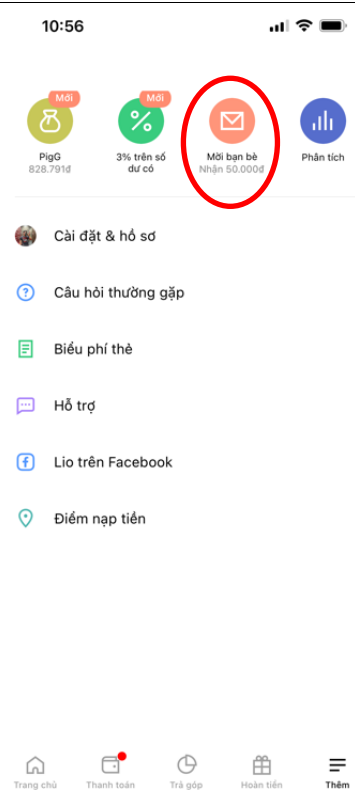 10:56
Mới
Mới
PigG
828.791đ
3% trên số
dư có
Mời bạn bè
Nhận 50.000đ
Phân tích
Cài đặt & hồ sơ
Câu hỏi thường gặp
Biểu phí thẻ
Hỗ trợ
Lio trên Facebook
Điểm nạp tiền
Trang chủ
Thanh toán
Trả góp
Hoàn tiền
Thêm